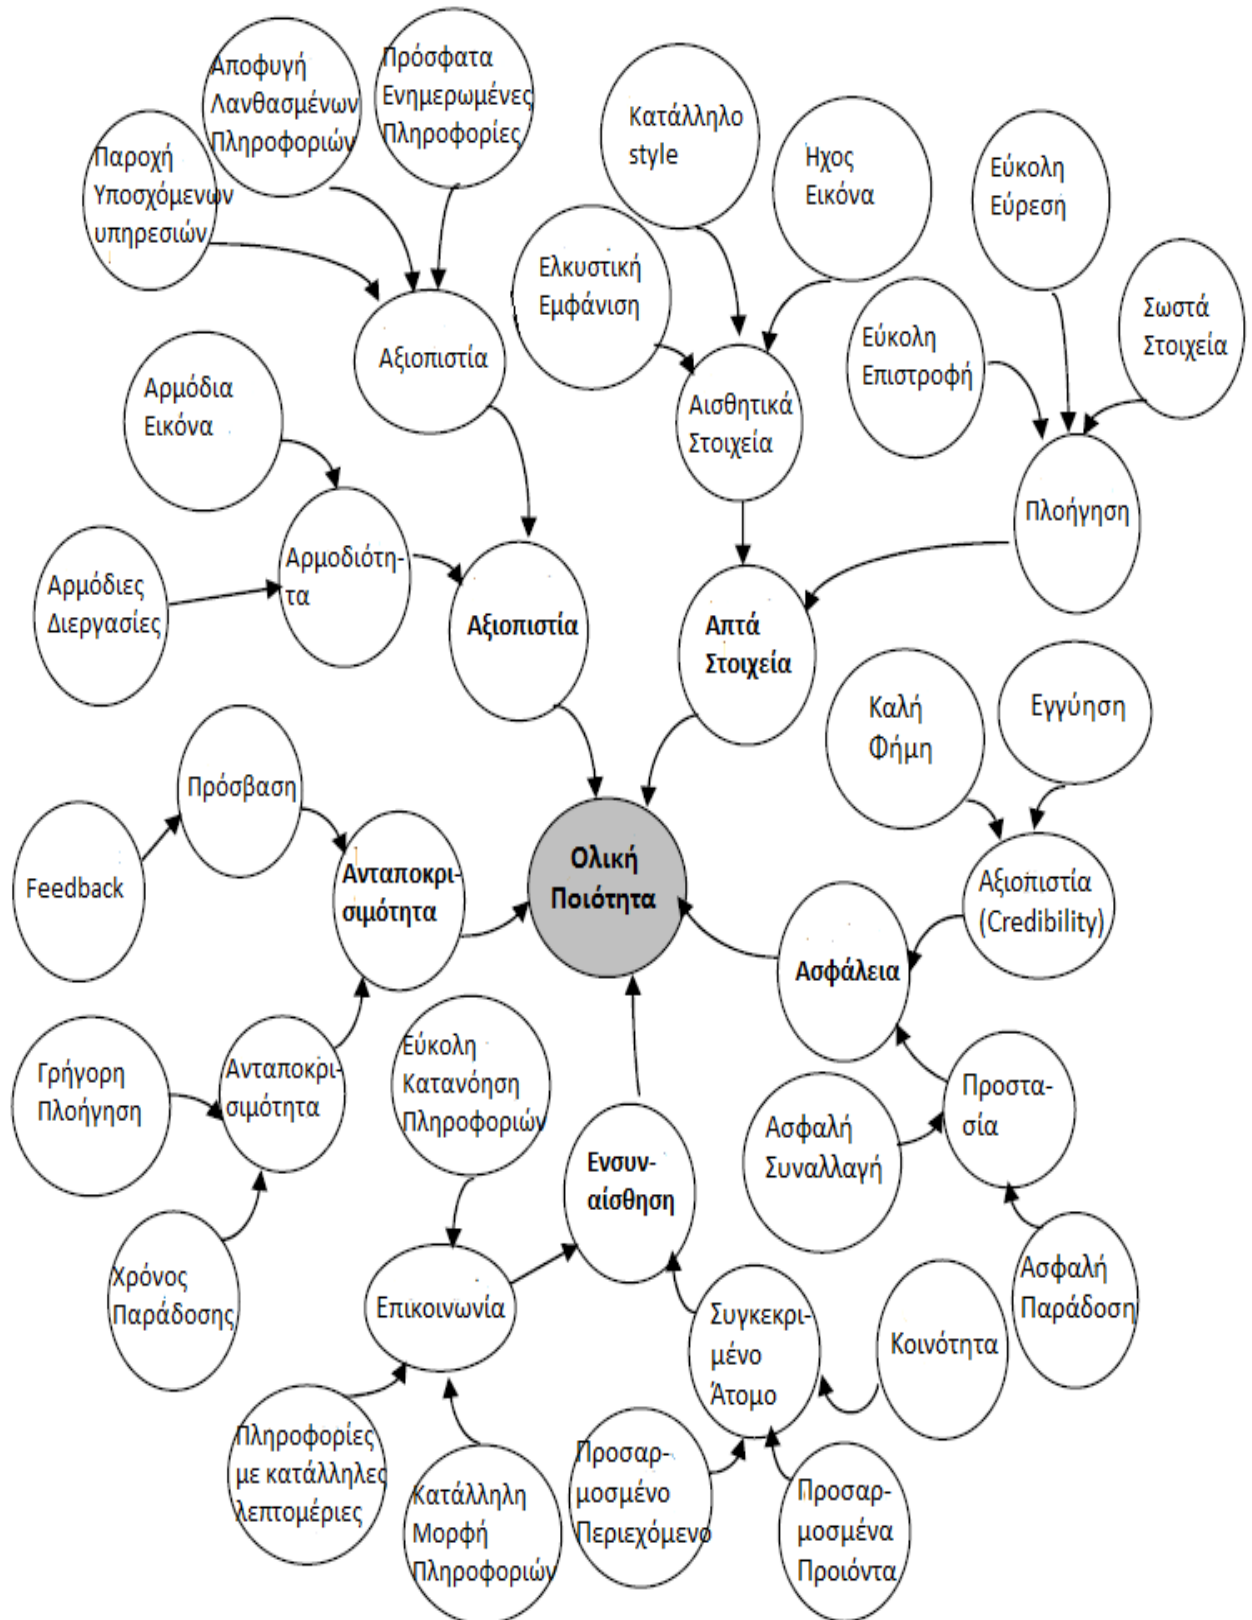 Αποφυγή
Λανθασμένων
Πληροφοριών
Πρόσφατα
Ενημερωμένες
Πληροφορίες
Παροχή
Υποσχόμενων
υπηρεσιών
Κατάλληλο
style
Ήχος
Εικόνα
Εύκολη
Εύρεση
Ελκυστική
Εμφάνιση
Σωστά
Στοιχεία
Εύκολη
Επιστροφή
Αξιοπιστία
Αρμόδια
Εικόνα
Αισθητικά
Στοιχεία
Πλοήγηση
Αρμοδιότη-
τα
Αρμόδιες
Διεργασίες
Αξιοπιστία
Απτά
Στοιχεία
Καλή
Φήμη
Εγγύηση
Πρόσβαση
Feedback
Ανταποκρι-
σιμότητα
Ολική
Ποιότητα
Αξιοπιστία
(Credibility)
Ασφάλεια
Γρήγορη
Πλοήγηση
Ανταποκρι-
σιμότητα
Εύκολη
Κατανόηση
Πληροφοριών
Προστα-
σία
Ασφαλή
Συναλλαγή
Ενσυν-
αίσθηση
Χρόνος
Παράδοσης
Επικοινωνία
Συγκεκρι-
μένο
Άτομο
Κοινότητα
Ασφαλή
Παράδοση
Πληροφορίες
με κατάλληλες
λεπτομέριες
Κατάλληλη
Μορφή
Πληροφοριών
Προσαρ-
μοσμένο
Περιεχόμενο
Προσαρ-
μοσμένα
Προιόντα